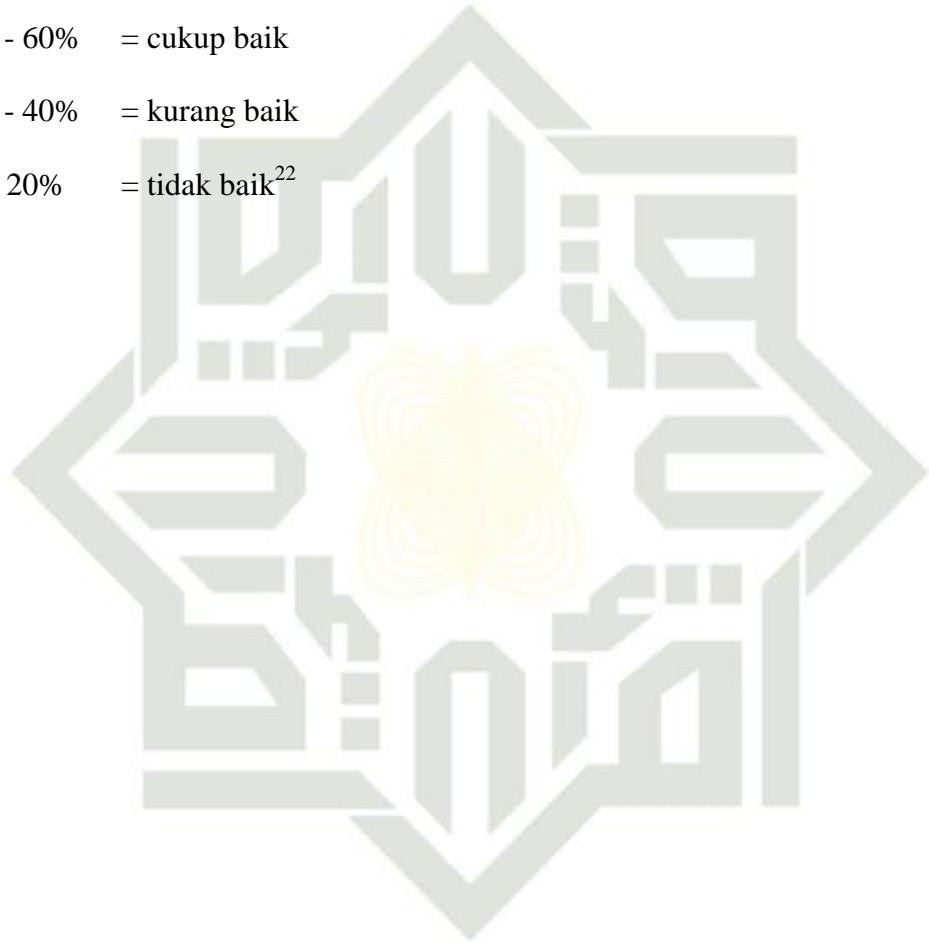 - 60% = cukup baik
- 40% = kurang baik
20% = tidak baik²²